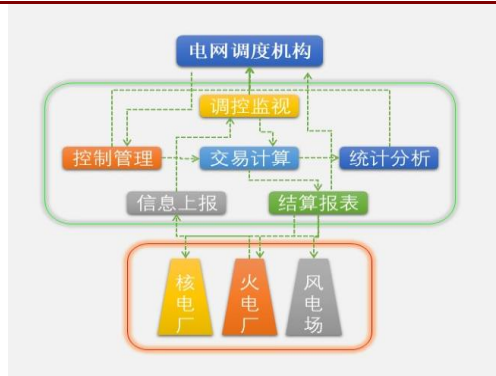 电网调度机构
调控监视
控制管理
交易计算
统计分析
信息上报
结算报表
核电厂
火电厂
风电场